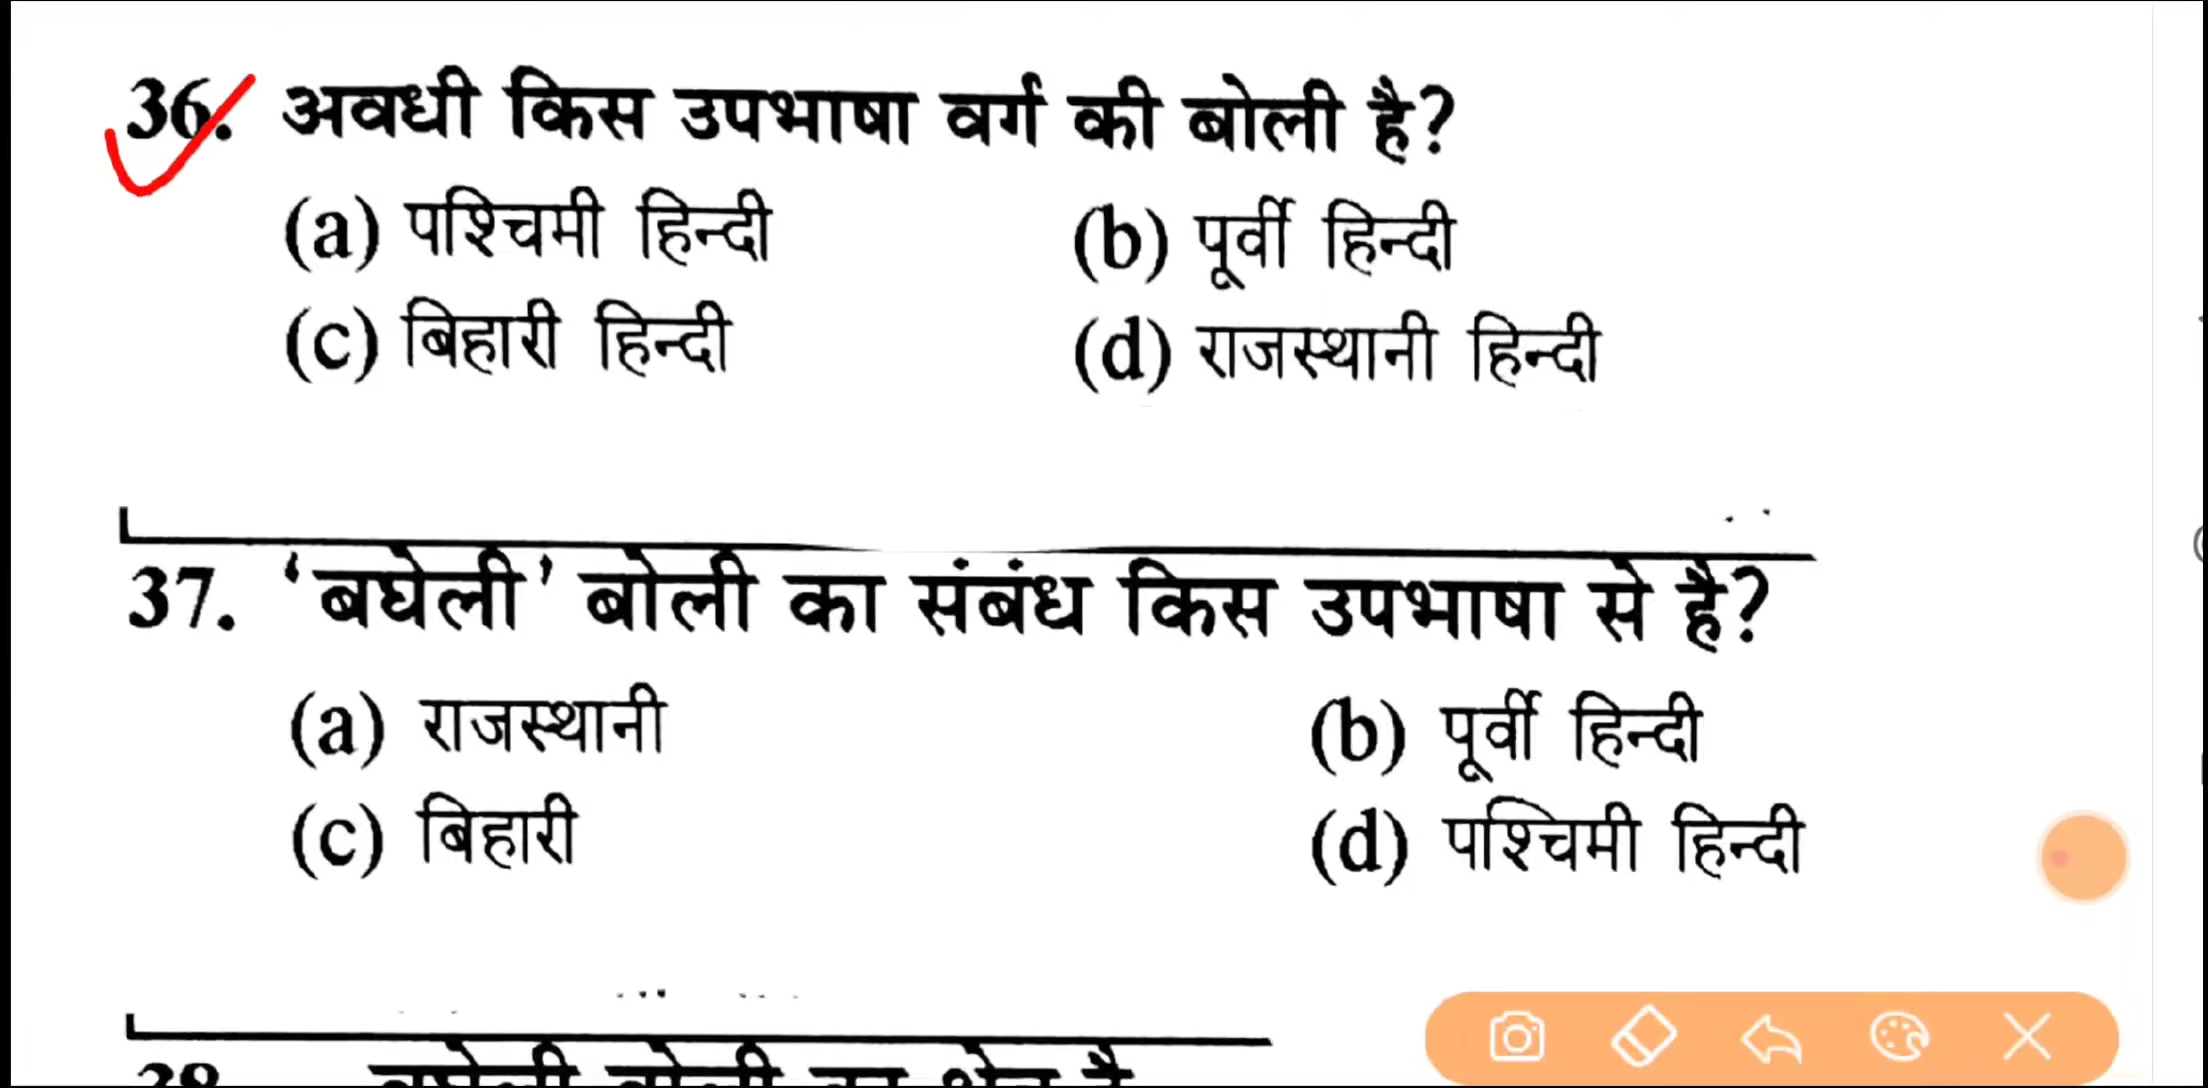 36. अवधी किस उपभाषा वर्ग की बोली है?
(a) पश्चिमी हिन्दी (b) पूर्वी हिन्दी
(c) बिहारी हिन्दी (d) राजस्थानी हिन्दी
37. ‘बघेली’ बोली का संबंध किस उपभाषा से है?
(a) राजस्थानी (b) पूर्वी हिन्दी
(c) बिहारी (d) पश्चिमी हिन्दी